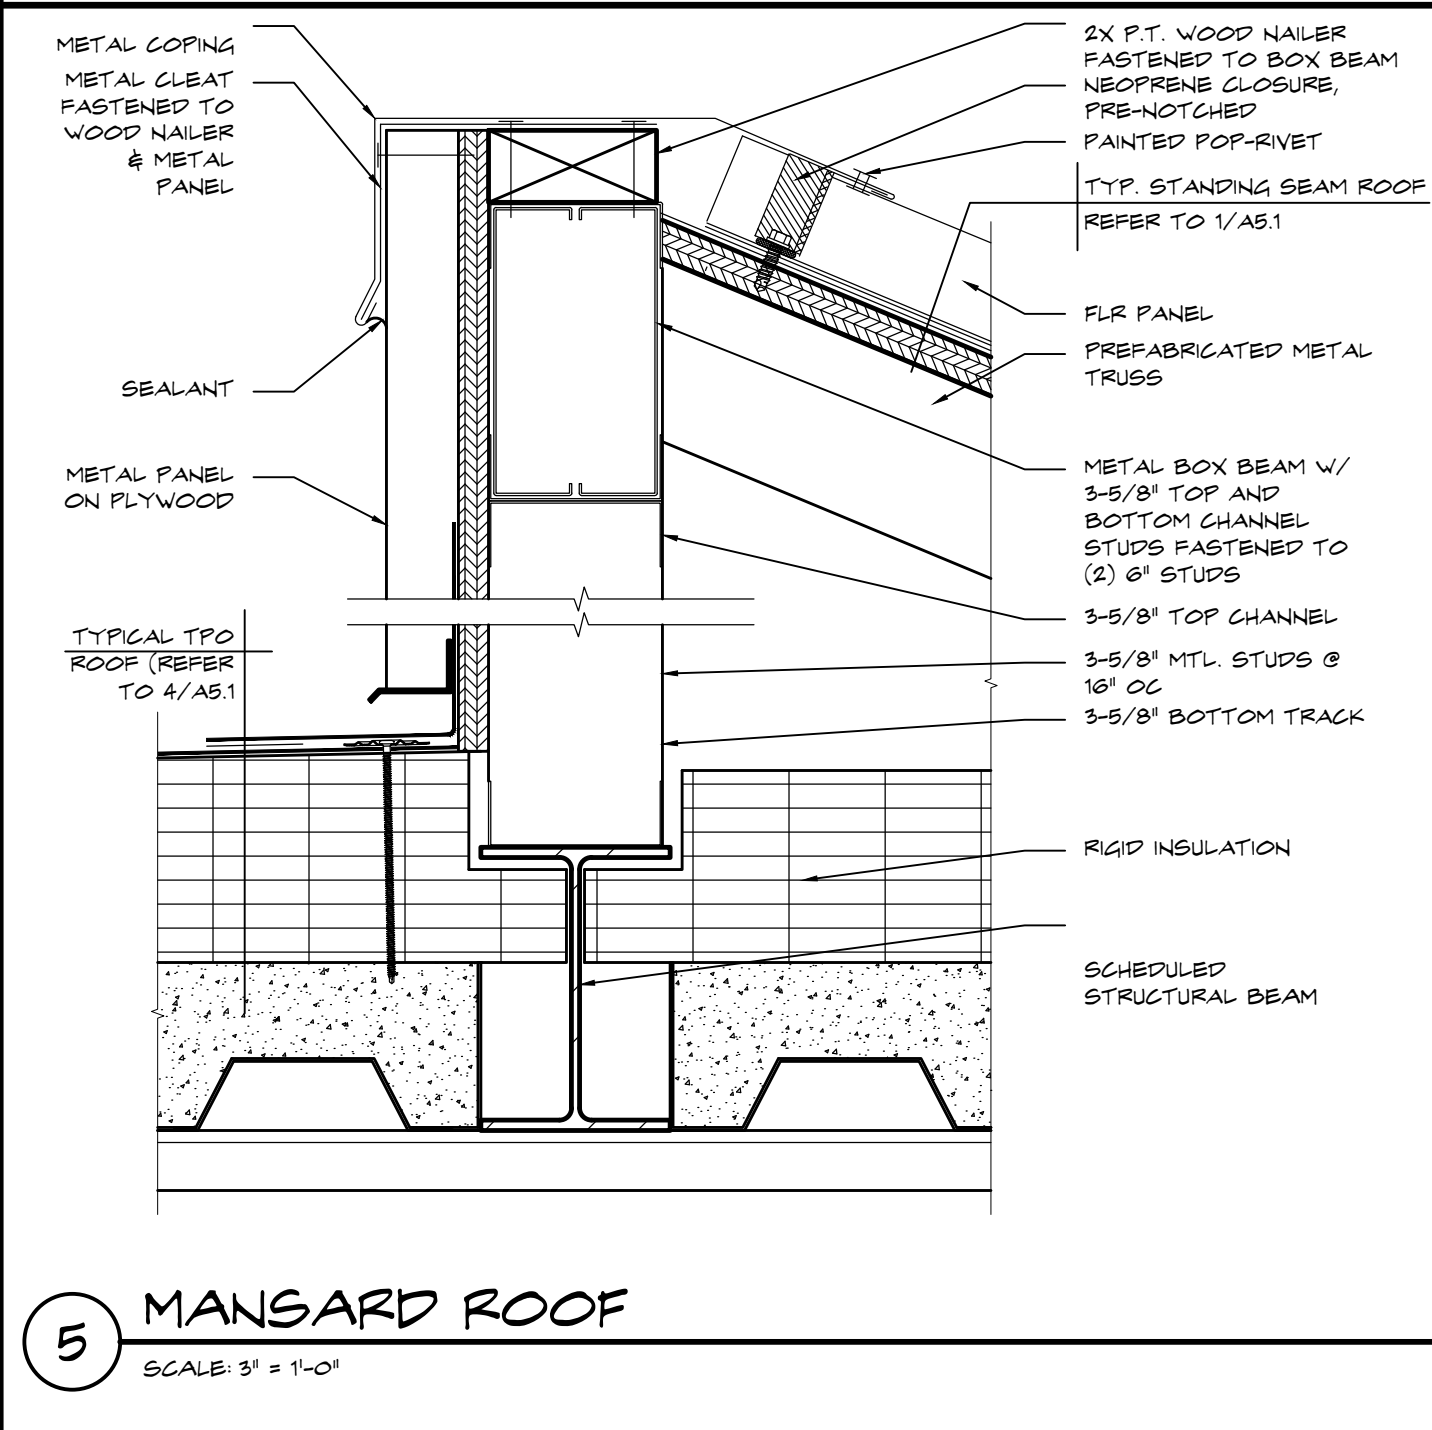 METAL COPING
METAL CLEAT
FASTENED TO
WOOD NAILER
& METAL
PANEL
SEALANT
METAL PANEL
ON PLYWOOD
TYPICAL TPO
ROOF (REFER
TO 4/A5.1
2X P.T. WOOD NAILER
FASTENED TO BOX BEAM
NEOPRENE CLOSURE,
PRE-NOTCHED
PAINTED POP-RIVET
TYP. STANDING SEAM ROOF
REFER TO 1/A5.1
FLR PANEL
PREFABRICATED METAL
TRUSS
METAL BOX BEAM W/
3-5/8" TOP AND
BOTTOM CHANNEL
STUDS FASTENED TO
(2) 6" STUDS
3-5/8" TOP CHANNEL
3-5/8" MTL. STUDS @
16" OC
3-5/8" BOTTOM TRACK
RIGID INSULATION
SCHEDULED
STRUCTURAL BEAM
5
MANSARD ROOF
SCALE: 3" = 1'-0"